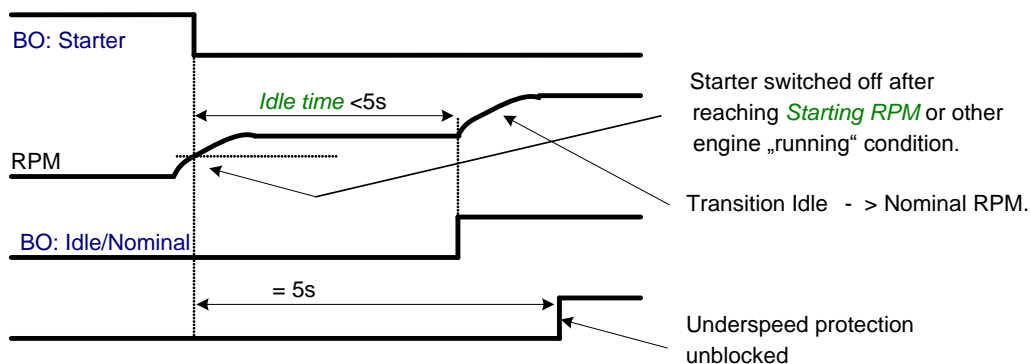 BO: Starter
Idle time <5s
Starter switched off after
reaching Starting RPM or other
engine „running“ condition.
RPM
Transition Idle - > Nominal RPM.
BO: Idle/Nominal
= 5s
Underspeed protection
unblocked